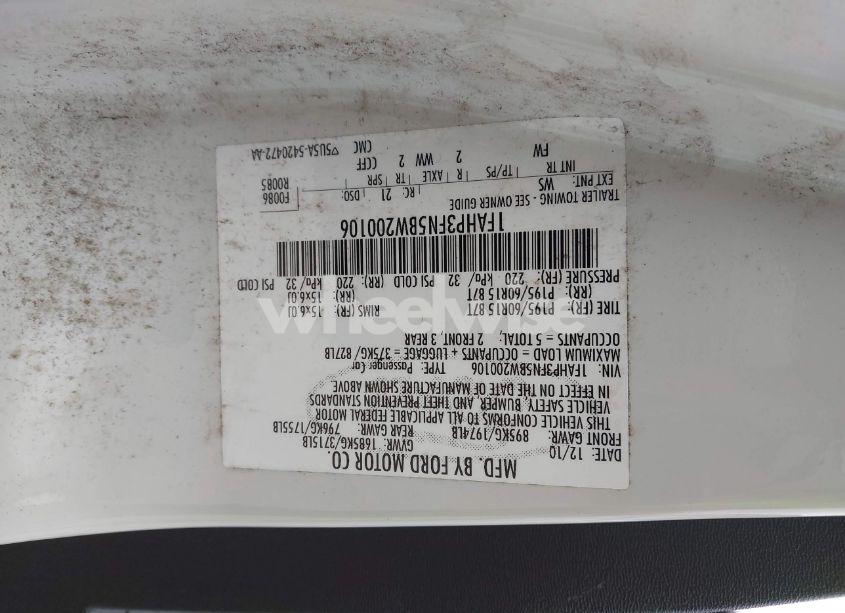 MFD. BY FORD MOTOR CO.
DATE: 12/10 GVWR: 1685KG/3715LB
FRONT GAWR: 895KG/1974LB REAR GAWR: 796KG/1755LB
THIS VEHICLE CONFORMS TO ALL APPLICABLE FEDERAL MOTOR
VEHICLE SAFETY, BUMPER, AND THEFT PREVENTION STANDARDS
IN EFFECT ON THE DATE OF MANUFACTURE SHOWN ABOVE.
VIN: 1FAHP3FN5BW200106 TYPE: Passenger Car
MAXIMUM LOAD = OCCUPANTS + LUGGAGE = 375KG/ 827LB
OCCUPANTS = 5 TOTAL: 2 FRONT, 3 REAR
TIRE (FR): P195/60R15 87T RIMS (FR): 15X6.0J
(RR): P195/60R15 87T (RR): 15X6.0J
PRESSURE (FR): 220 kPa/ 32 PSI COLD (RR): 220 kPa/ 32 PSI COLD
1FAHP3FN5BW200106
TRAILER TOWING - SEE OWNER GUIDE
EXT PNT: WS RC: 21 DSO: F0086
INT TR TP/PS R AXLE TR SPR R0085
FW 2 WW 2 CCFF
CMC ▽5U5A-5420472-AA
wheelwise